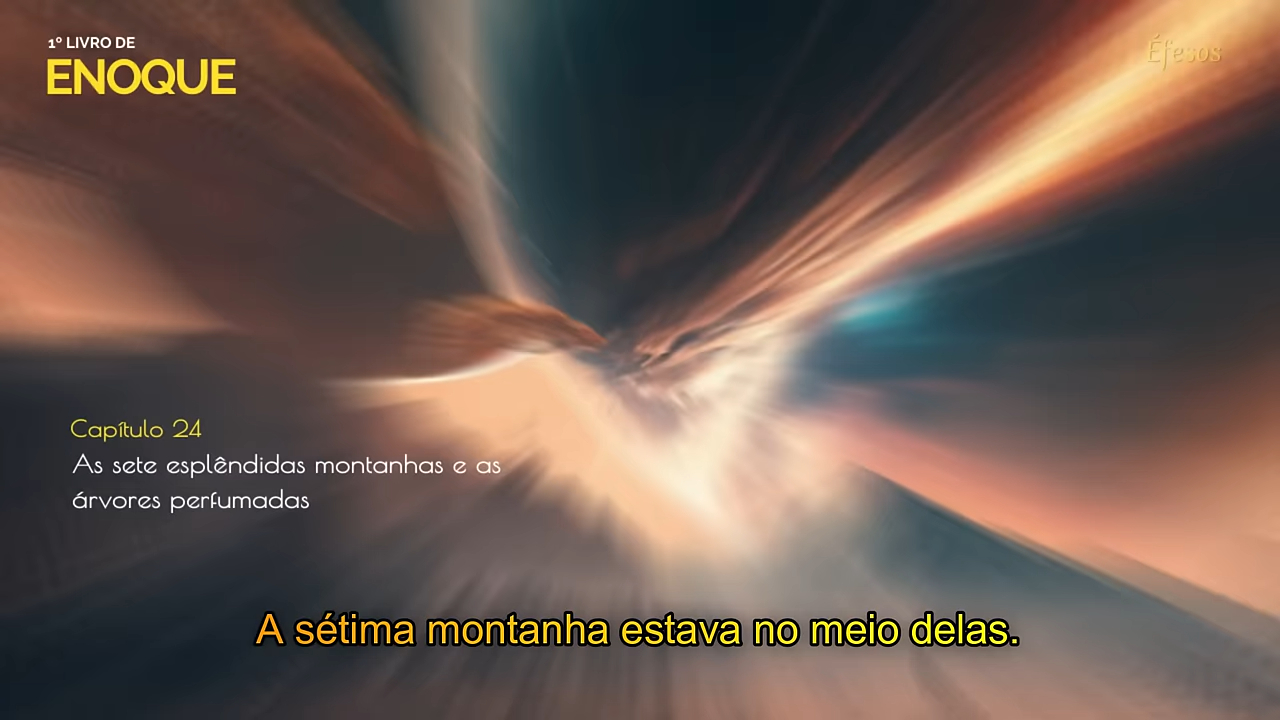 1º LIVRO DE
ENOQUE
Éfesos
Capítulo 24
As sete esplêndidas montanhas e as
árvores perfumadas
A sétima montanha estava no meio delas.